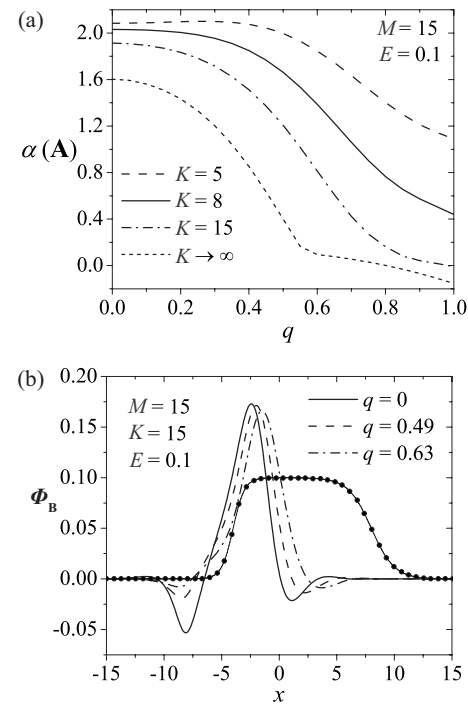 (a)
M = 15
E = 0.1
2.0
1.6
1.2
0.8
0.4
0.0
α (A)
K = 5
K = 8
K = 15
K → ∞
0.0 0.2 0.4 0.6 0.8 1.0
q
(b)
0.20
0.15
0.10
0.05
0.00
-0.05
Φ_B
M = 15
K = 15
E = 0.1
q = 0
q = 0.49
q = 0.63
-15 -10 -5 0 5 10 15
x